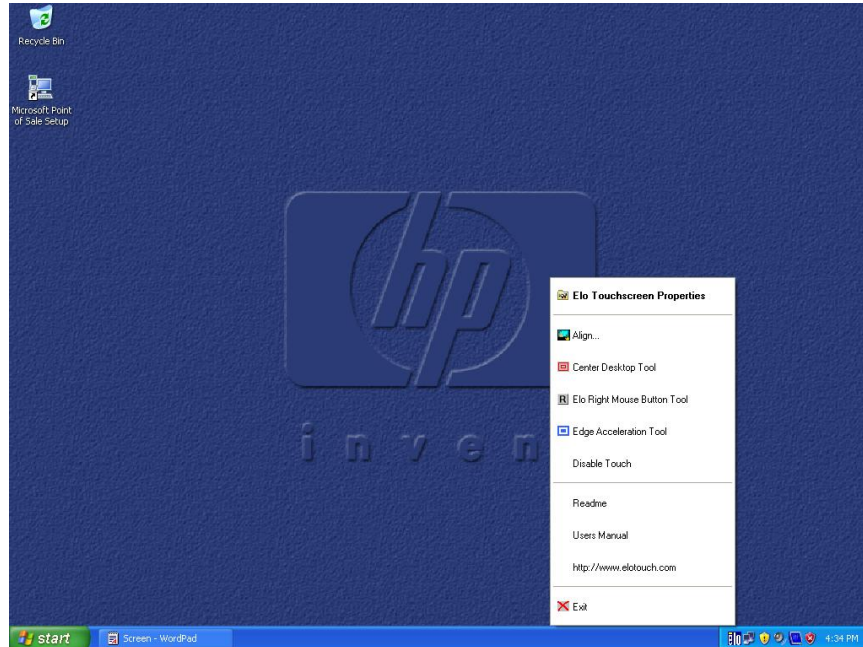 Recycle Bin
Microsoft Point
of Sale Setup
hp
invent
Elo Touchscreen Properties
Align...
Center Desktop Tool
R Elo Right Mouse Button Tool
Edge Acceleration Tool
Disable Touch
Readme
Users Manual
http://www.elotouch.com
Exit
start
Screen - WordPad
Elo
4:34 PM